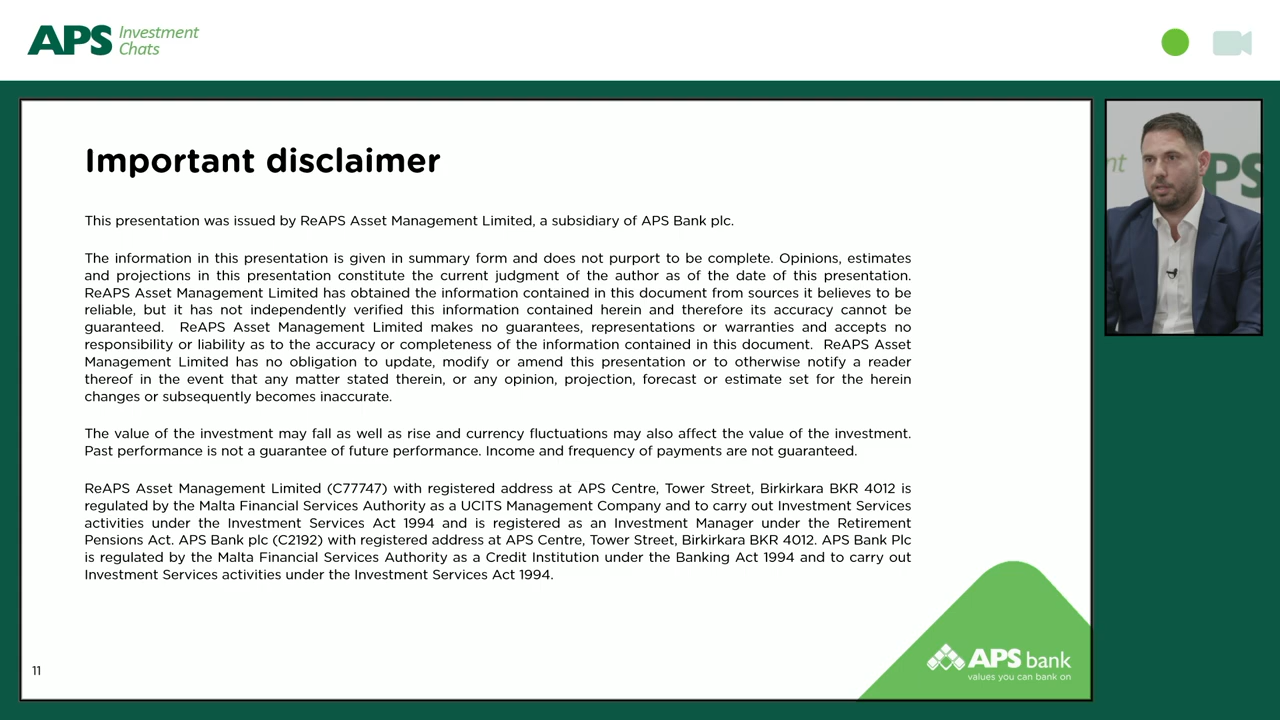 APS Investment
Chats
nt PS
Important disclaimer
This presentation was issued by ReAPS Asset Management Limited, a subsidiary of APS Bank plc.
The information in this presentation is given in summary form and does not purport to be complete. Opinions, estimates
and projections in this presentation constitute the current judgment of the author as of the date of this presentation.
ReAPS Asset Management Limited has obtained the information contained in this document from sources it believes to be
reliable, but it has not independently verified this information contained herein and therefore its accuracy cannot be
guaranteed. ReAPS Asset Management Limited makes no guarantees, representations or warranties and accepts no
responsibility or liability as to the accuracy or completeness of the information contained in this document. ReAPS Asset
Management Limited has no obligation to update, modify or amend this presentation or to otherwise notify a reader
thereof in the event that any matter stated therein, or any opinion, projection, forecast or estimate set for the herein
changes or subsequently becomes inaccurate.
The value of the investment may fall as well as rise and currency fluctuations may also affect the value of the investment.
Past performance is not a guarantee of future performance. Income and frequency of payments are not guaranteed.
ReAPS Asset Management Limited (C77747) with registered address at APS Centre, Tower Street, Birkirkara BKR 4012 is
regulated by the Malta Financial Services Authority as a UCITS Management Company and to carry out Investment Services
activities under the Investment Services Act 1994 and is registered as an Investment Manager under the Retirement
Pensions Act. APS Bank plc (C2192) with registered address at APS Centre, Tower Street, Birkirkara BKR 4012. APS Bank Plc
is regulated by the Malta Financial Services Authority as a Credit Institution under the Banking Act 1994 and to carry out
Investment Services activities under the Investment Services Act 1994.
11
APS bank
values you can bank on